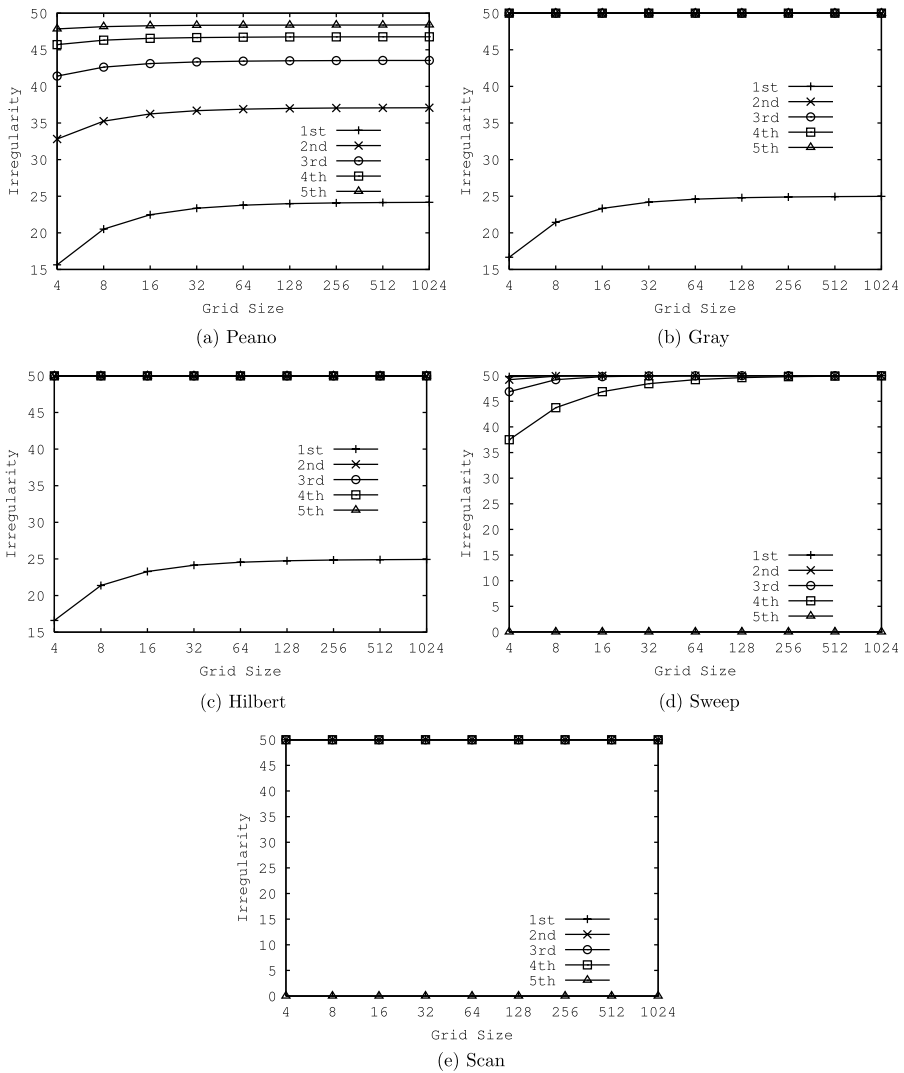 50
45
40
35
30
25
20
15
Irregularity
1st
2nd
3rd
4th
5th
4 8 16 32 64 128 256 512 1024
Grid Size
(a) Peano
50
45
40
35
30
25
20
15
Irregularity
1st
2nd
3rd
4th
5th
4 8 16 32 64 128 256 512 1024
Grid Size
(b) Gray
50
45
40
35
30
25
20
15
Irregularity
1st
2nd
3rd
4th
5th
4 8 16 32 64 128 256 512 1024
Grid Size
(c) Hilbert
50
45
40
35
30
25
20
15
10
5
0
Irregularity
1st
2nd
3rd
4th
5th
4 8 16 32 64 128 256 512 1024
Grid Size
(d) Sweep
50
45
40
35
30
25
20
15
10
5
0
Irregularity
1st
2nd
3rd
4th
5th
4 8 16 32 64 128 256 512 1024
Grid Size
(e) Scan